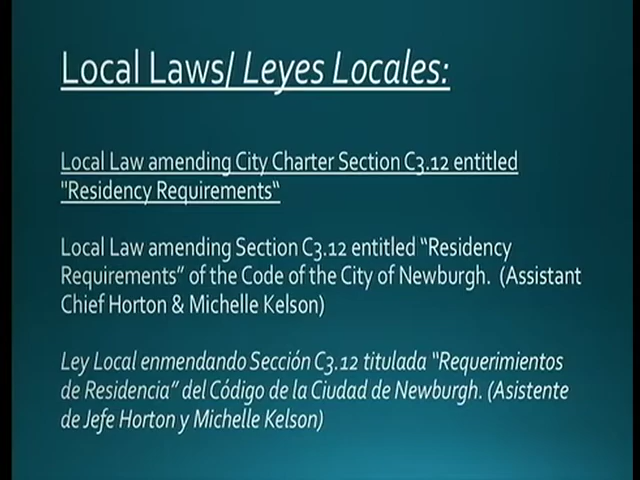 Local Laws/ Leyes Locales:
Local Law amending City Charter Section C3.12 entitled
"Residency Requirements“
Local Law amending Section C3.12 entitled “Residency
Requirements” of the Code of the City of Newburgh.  (Assistant
Chief Horton & Michelle Kelson)
Ley Local enmendando Sección C3.12 titulada “Requerimientos
de Residencia” del Código de la Ciudad de Newburgh. (Asistente
de Jefe Horton y Michelle Kelson)